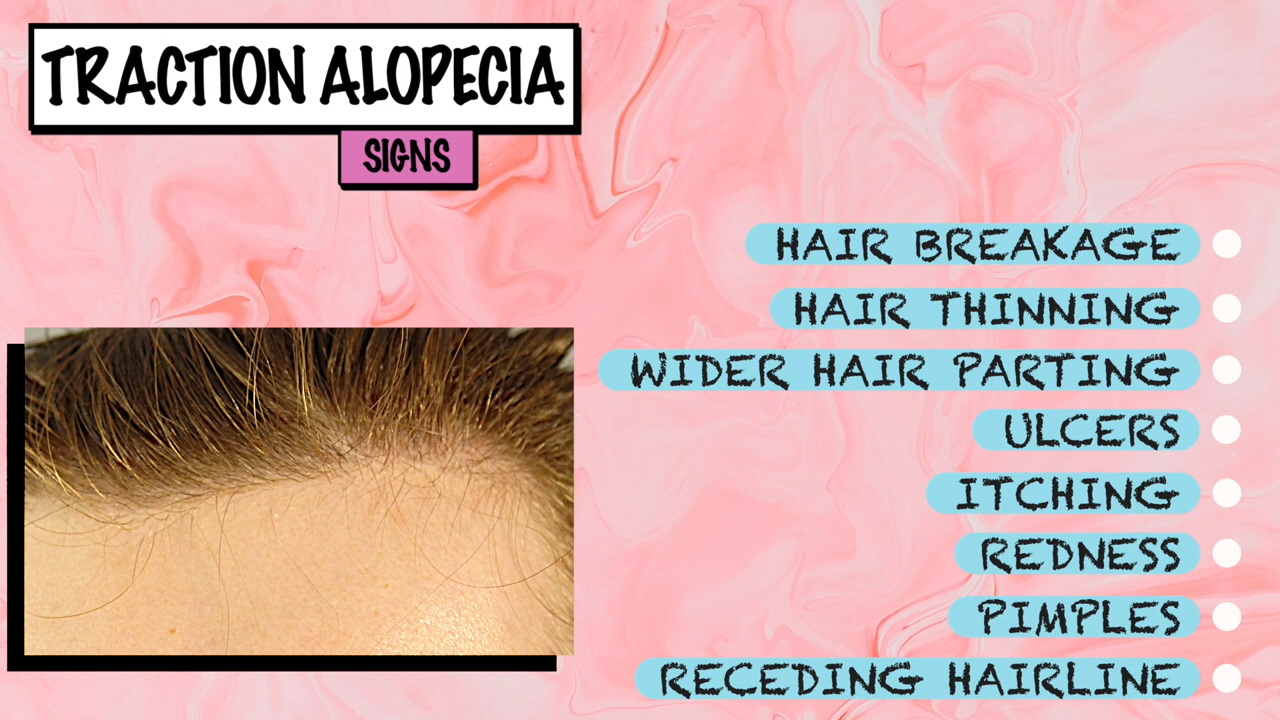 TRACTION ALOPECIA
SIGNS
HAIR BREAKAGE
HAIR THINNING
WIDER HAIR PARTING
ULCERS
ITCHING
REDNESS
PIMPLES
RECEDING HAIRLINE